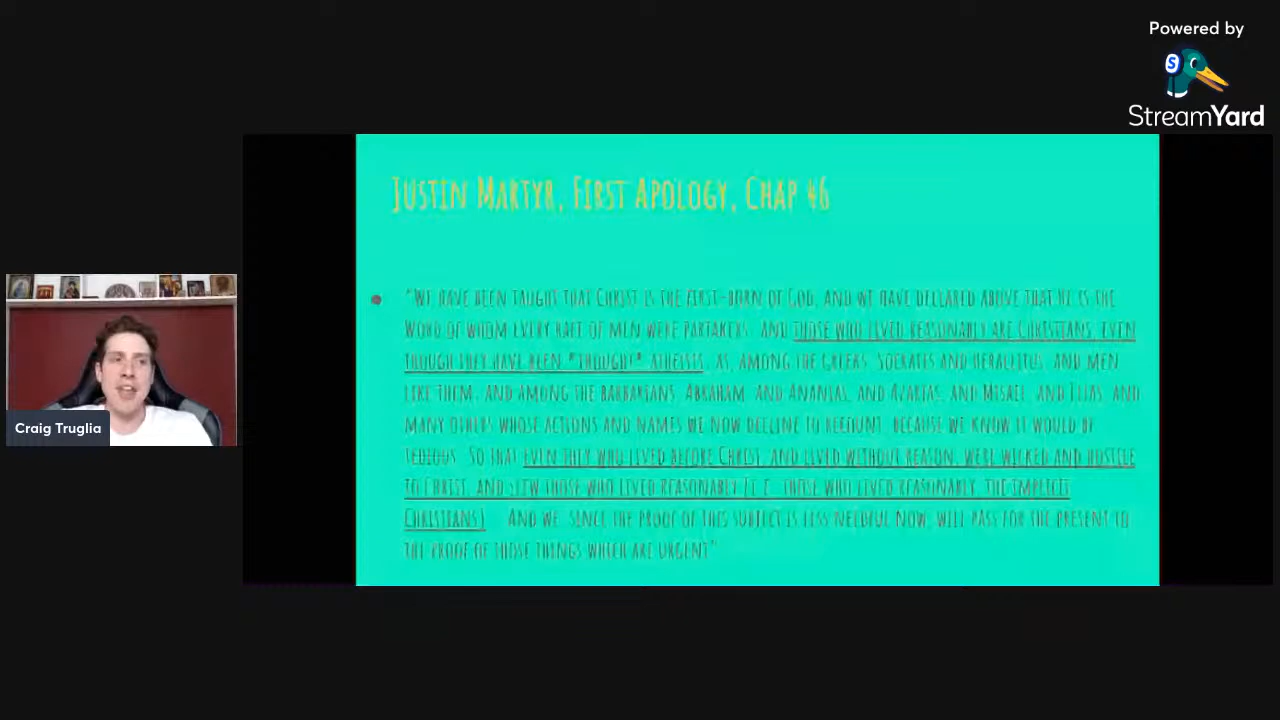 Powered by
S
StreamYard
JUSTIN MARTYR, FIRST APOLOGY, CHAP 46
"WE HAVE BEEN TAUGHT THAT CHRIST IS THE FIRST-BORN OF GOD, AND WE HAVE DECLARED ABOVE THAT HE IS THE
WORD OF WHOM EVERY RACE OF MEN WERE PARTAKERS. AND THOSE WHO LIVED REASONABLY ARE CHRISTIANS, EVEN
THOUGH THEY HAVE BEEN *THOUGHT* ATHEISTS. AS, AMONG THE GREEKS, SOCRATES AND HERACLITUS, AND MEN
LIKE THEM; AND AMONG THE BARBARIANS, ABRAHAM, AND ANANIAS, AND AZARIAS, AND MISAEL, AND ELIAS, AND
MANY OTHERS WHOSE ACTIONS AND NAMES WE NOW DECLINE TO RECOUNT, BECAUSE WE KNOW IT WOULD BE
TEDIOUS. SO THAT EVEN THEY WHO LIVED BEFORE CHRIST, AND LIVED WITHOUT REASON, WERE WICKED AND HOSTILE
TO CHRIST, AND SLEW THOSE WHO LIVED REASONABLY [I.E. THOSE WHO LIVED REASONABLY, THE IMPLICIT
CHRISTIANS] AND WE, SINCE THE PROOF OF THIS SUBJECT IS LESS NEEDFUL NOW, WILL PASS FOR THE PRESENT TO
THE PROOF OF THOSE THINGS WHICH ARE URGENT"
Craig Truglia